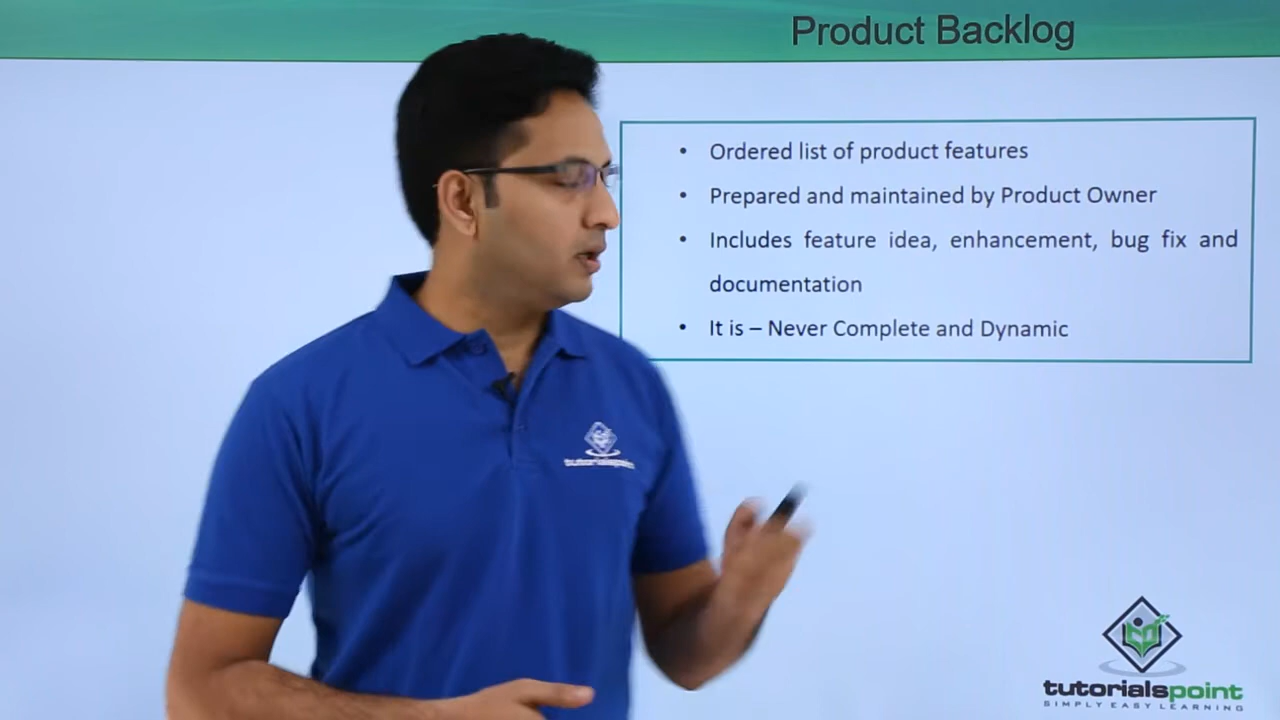 Product Backlog
• Ordered list of product features
• Prepared and maintained by Product Owner
• Includes feature idea, enhancement, bug fix and
documentation
• It is – Never Complete and Dynamic
tutorialspoint
tutorialspoint
SIMPLY EASY LEARNING